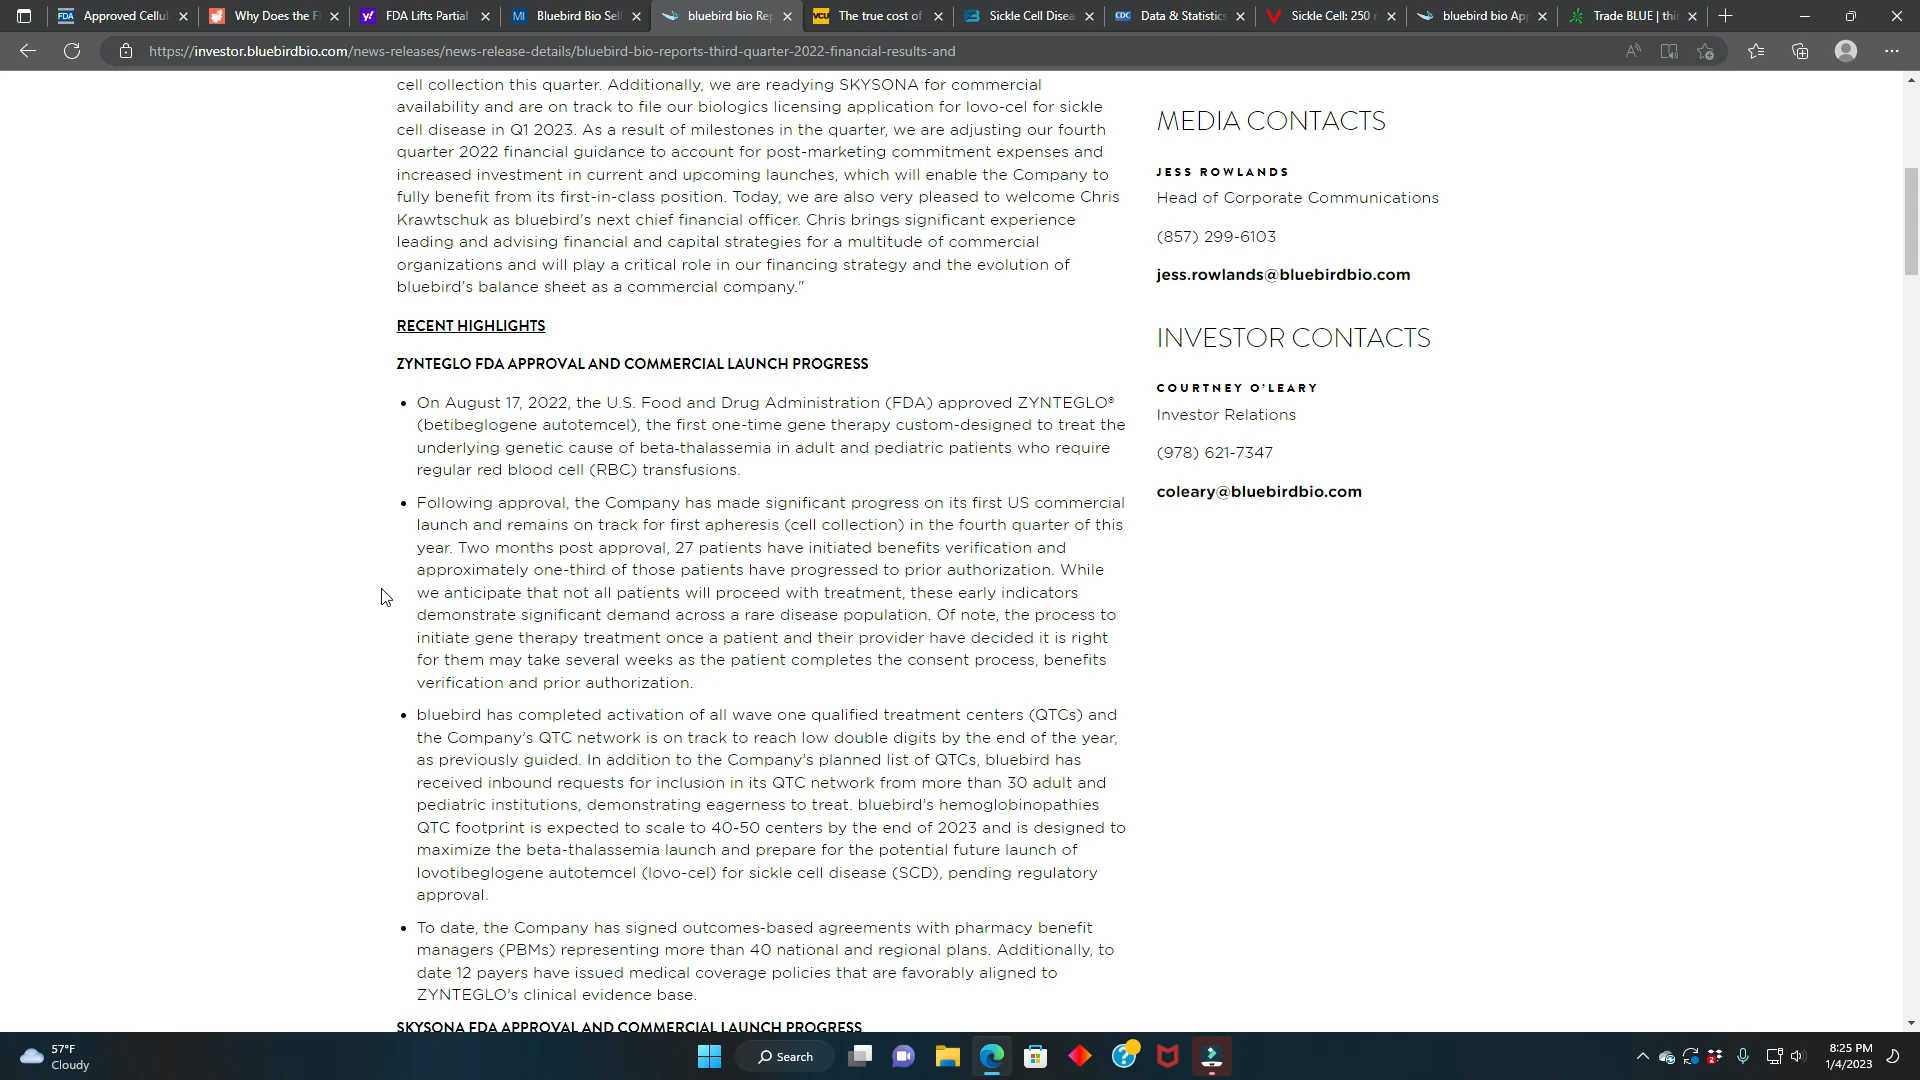 Approved Cellul
Why Does the F
FDA Lifts Partial
Bluebird Bio Sel
bluebird bio Rep
The true cost of
Sickle Cell Disea
Data & Statistics
Sickle Cell: 250
bluebird bio App
Trade BLUE | thi
https://investor.bluebirdbio.com/news-releases/news-release-details/bluebird-bio-reports-third-quarter-2022-financial-results-and
cell collection this quarter. Additionally, we are readying SKYSONA for commercial
availability and are on track to file our biologics licensing application for lovo-cel for sickle
cell disease in Q1 2023. As a result of milestones in the quarter, we are adjusting our fourth
quarter 2022 financial guidance to account for post-marketing commitment expenses and
increased investment in current and upcoming launches, which will enable the Company to
fully benefit from its first-in-class position. Today, we are also very pleased to welcome Chris
Krawtschuk as bluebird's next chief financial officer. Chris brings significant experience
leading and advising financial and capital strategies for a multitude of commercial
organizations and will play a critical role in our financing strategy and the evolution of
bluebird's balance sheet as a commercial company."
RECENT HIGHLIGHTS
ZYNTEGLO FDA APPROVAL AND COMMERCIAL LAUNCH PROGRESS
• On August 17, 2022, the U.S. Food and Drug Administration (FDA) approved ZYNTEGLO®
(betibeglogene autotemcel), the first one-time gene therapy custom-designed to treat the
underlying genetic cause of beta-thalassemia in adult and pediatric patients who require
regular red blood cell (RBC) transfusions.
• Following approval, the Company has made significant progress on its first US commercial
launch and remains on track for first apheresis (cell collection) in the fourth quarter of this
year. Two months post approval, 27 patients have initiated benefits verification and
approximately one-third of those patients have progressed to prior authorization. While
we anticipate that not all patients will proceed with treatment, these early indicators
demonstrate significant demand across a rare disease population. Of note, the process to
initiate gene therapy treatment once a patient and their provider have decided it is right
for them may take several weeks as the patient completes the consent process, benefits
verification and prior authorization.
• bluebird has completed activation of all wave one qualified treatment centers (QTCs) and
the Company's QTC network is on track to reach low double digits by the end of the year,
as previously guided. In addition to the Company's planned list of QTCs, bluebird has
received inbound requests for inclusion in its QTC network from more than 30 adult and
pediatric institutions, demonstrating eagerness to treat. bluebird's hemoglobinopathies
QTC footprint is expected to scale to 40-50 centers by the end of 2023 and is designed to
maximize the beta-thalassemia launch and prepare for the potential future launch of
lovotibeglogene autotemcel (lovo-cel) for sickle cell disease (SCD), pending regulatory
approval.
• To date, the Company has signed outcomes-based agreements with pharmacy benefit
managers (PBMs) representing more than 40 national and regional plans. Additionally, to
date 12 payers have issued medical coverage policies that are favorably aligned to
ZYNTEGLO's clinical evidence base.
SKYSONA FDA APPROVAL AND COMMERCIAL LAUNCH PROGRESS
MEDIA CONTACTS
JESS ROWLANDS
Head of Corporate Communications
(857) 299-6103
jess.rowlands@bluebirdbio.com
INVESTOR CONTACTS
COURTNEY O'LEARY
Investor Relations
(978) 621-7347
coleary@bluebirdbio.com
57°F
Cloudy
Search
8:25 PM
1/4/2023